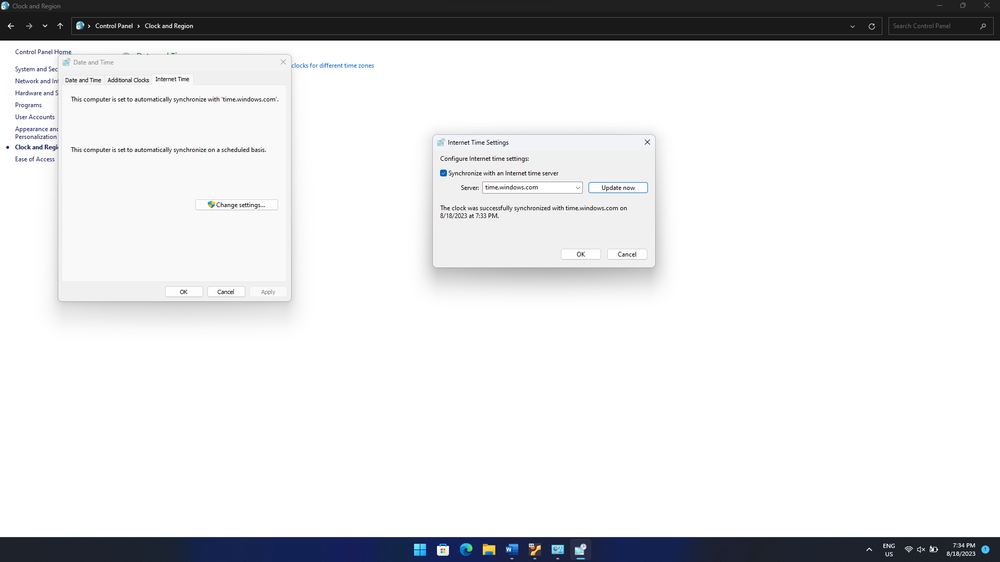 Clock and Region
Control Panel
Clock and Region
Search Control Panel
Control Panel Home
System and Sec
Network and Int
Hardware and S
Programs
User Accounts
Appearance and
Personalization
Clock and Regi
Ease of Access
clocks for different time zones
Date and Time
Date and Time
Additional Clocks
Internet Time
This computer is set to automatically synchronize with 'time.windows.com'.
This computer is set to automatically synchronize on a scheduled basis.
Change settings...
OK
Cancel
Apply
Internet Time Settings
Configure Internet time settings:
Synchronize with an Internet time server
Server:
time.windows.com
Update now
The clock was successfully synchronized with time.windows.com on
8/18/2023 at 7:33 PM.
OK
Cancel
64
ENG
US
7:34 PM
8/18/2023
1